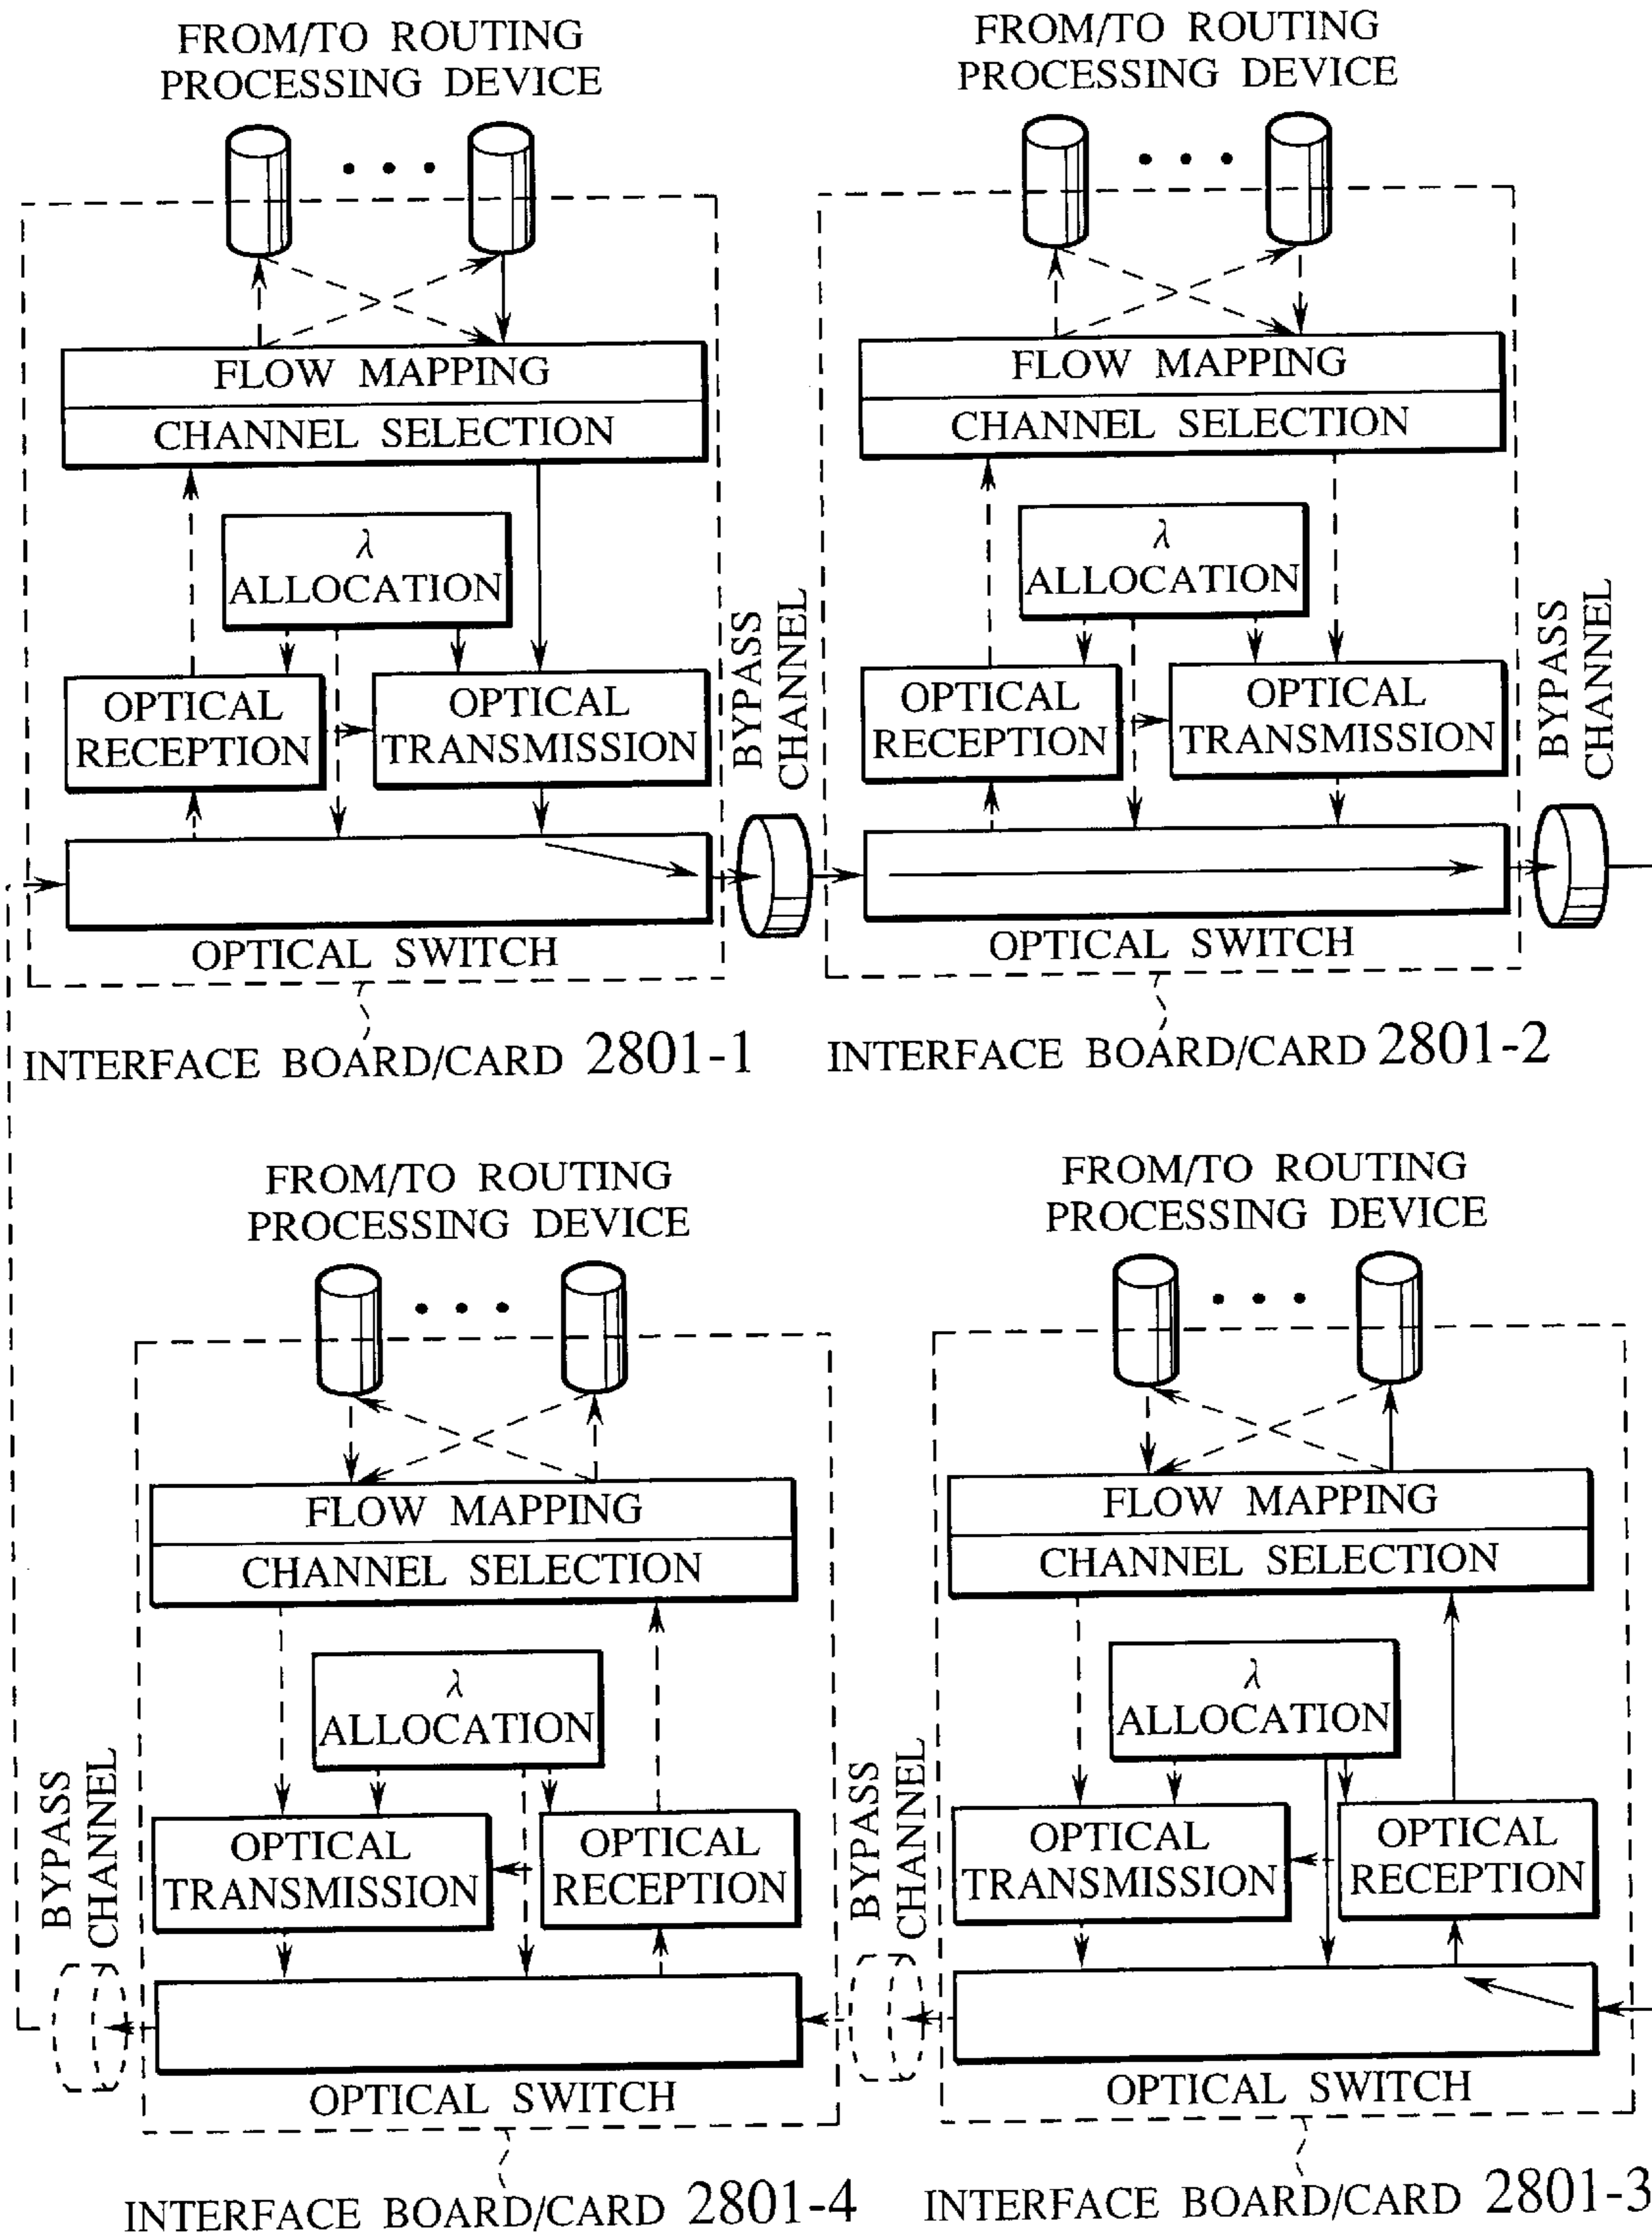 FROM/TO ROUTING
PROCESSING DEVICE
FLOW MAPPING
CHANNEL SELECTION
λ
ALLOCATION
OPTICAL
RECEPTION
OPTICAL
TRANSMISSION
OPTICAL SWITCH
BYPASS
CHANNEL
INTERFACE BOARD/CARD 2801-1
FROM/TO ROUTING
PROCESSING DEVICE
FLOW MAPPING
CHANNEL SELECTION
λ
ALLOCATION
OPTICAL
RECEPTION
OPTICAL
TRANSMISSION
OPTICAL SWITCH
BYPASS
CHANNEL
INTERFACE BOARD/CARD 2801-2
FROM/TO ROUTING
PROCESSING DEVICE
FLOW MAPPING
CHANNEL SELECTION
λ
ALLOCATION
BYPASS
CHANNEL
OPTICAL
TRANSMISSION
OPTICAL
RECEPTION
OPTICAL SWITCH
INTERFACE BOARD/CARD 2801-4
FROM/TO ROUTING
PROCESSING DEVICE
FLOW MAPPING
CHANNEL SELECTION
λ
ALLOCATION
BYPASS
CHANNEL
OPTICAL
TRANSMISSION
OPTICAL
RECEPTION
OPTICAL SWITCH
INTERFACE BOARD/CARD 2801-3